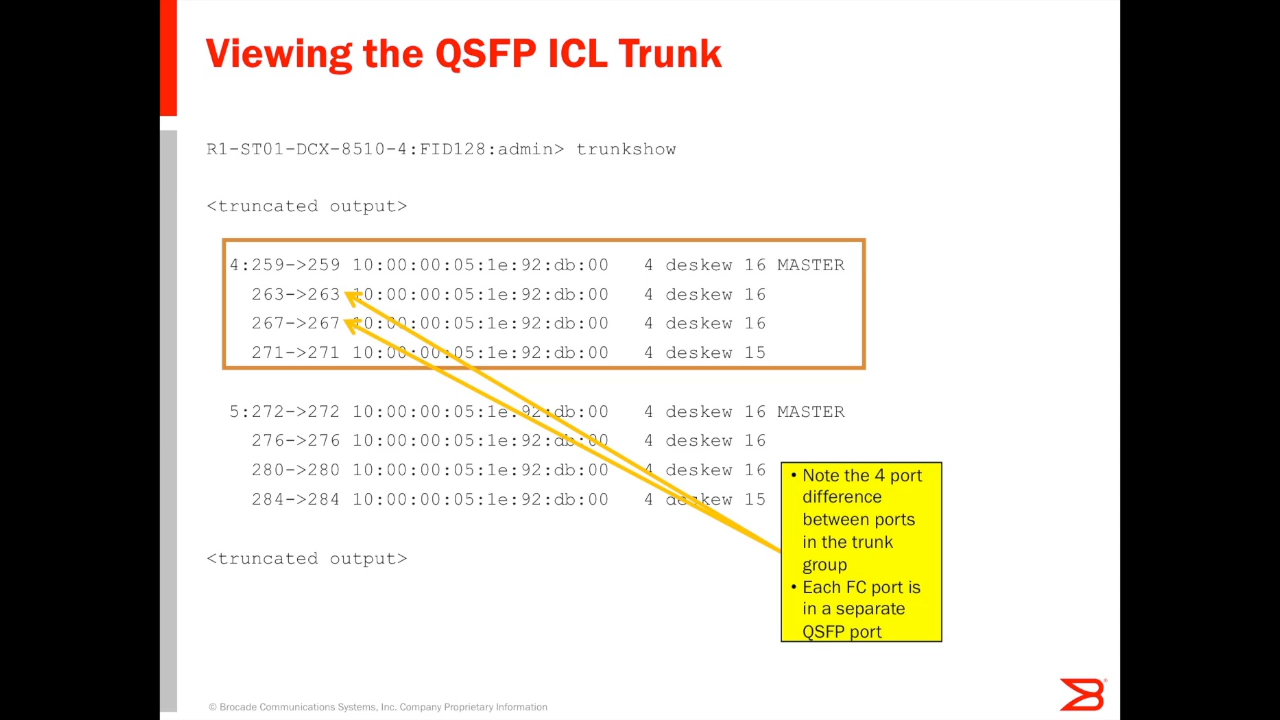 Viewing the QSFP ICL Trunk
R1-ST01-DCX-8510-4:FID128:admin> trunkshow
<truncated output>
4:259->259 10:00:00:05:1e:92:db:00 4 deskew 16 MASTER
263->263 10:00:00:05:1e:92:db:00 4 deskew 16
267->267 10:00:00:05:1e:92:db:00 4 deskew 16
271->271 10:00:00:05:1e:92:db:00 4 deskew 15
5:272->272 10:00:00:05:1e:92:db:00 4 deskew 16 MASTER
276->276 10:00:00:05:1e:92:db:00 4 deskew 16
280->280 10:00:00:05:1e:92:db:00 4 deskew 16
284->284 10:00:00:05:1e:92:db:00 4 deskew 15
<truncated output>
• Note the 4 port
difference
between ports
in the trunk
group
• Each FC port is
in a separate
QSFP port
© Brocade Communications Systems, Inc. Company Proprietary Information